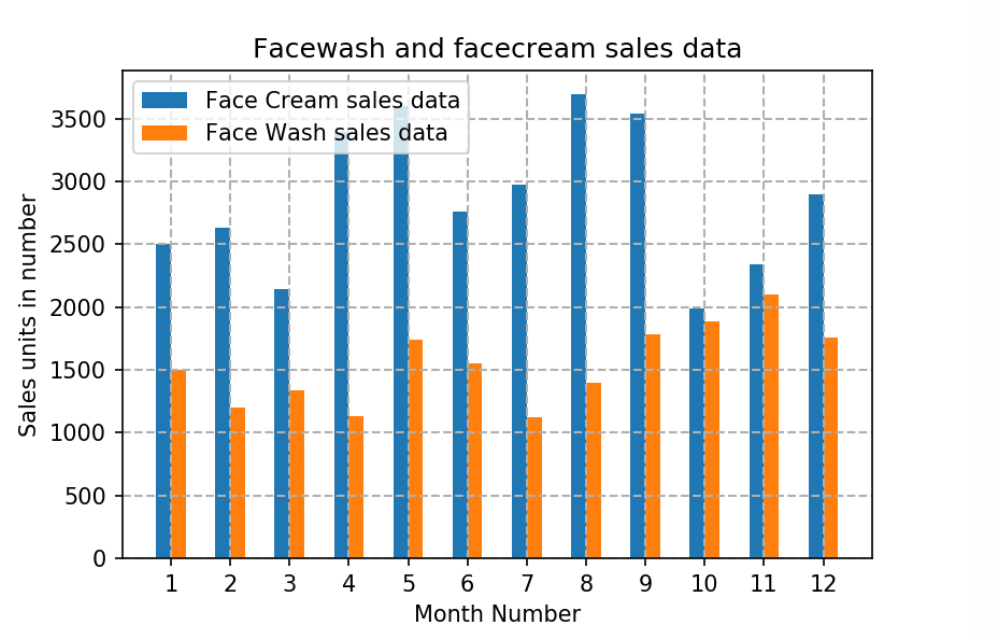 Facewash and facecream sales data
Face Cream sales data
Face Wash sales data
3500
3000
2500
2000
1500
1000
500
0
Sales units in number
1 2 3 4 5 6 7 8 9 10 11 12
Month Number